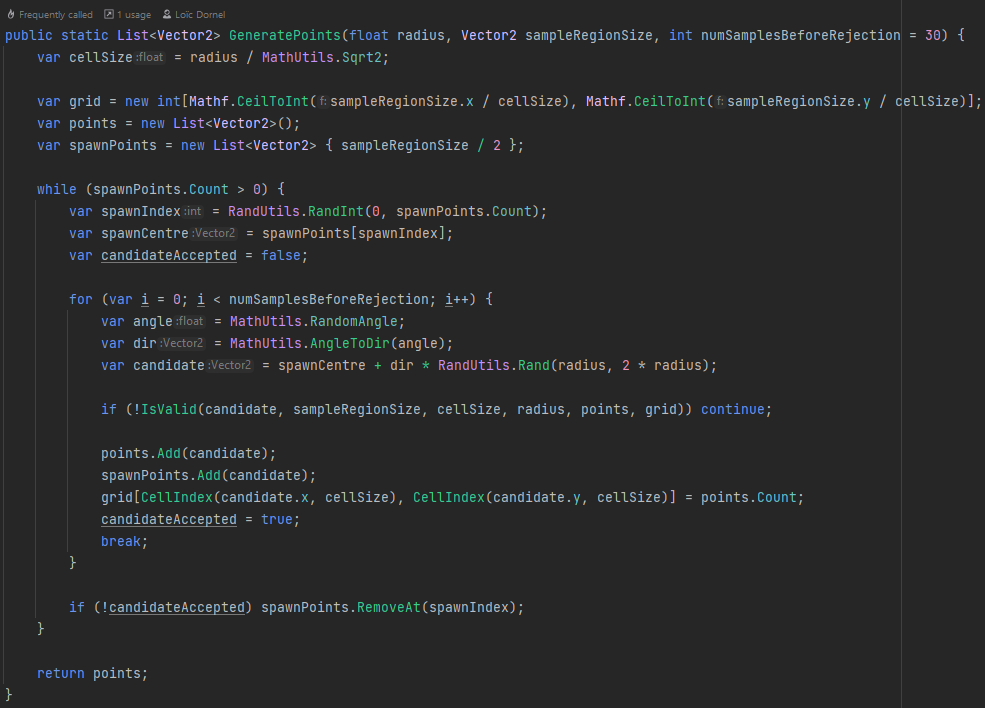 Frequently called 1 usage Loïc Dornel
public static List<Vector2> GeneratePoints(float radius, Vector2 sampleRegionSize, int numSamplesBeforeRejection = 30) {
    var cellSize :float = radius / MathUtils.Sqrt2;
    var grid = new int[Mathf.CeilToInt( f: sampleRegionSize.x / cellSize), Mathf.CeilToInt( f: sampleRegionSize.y / cellSize)];
    var points = new List<Vector2>();
    var spawnPoints = new List<Vector2> { sampleRegionSize / 2 };
    while (spawnPoints.Count > 0) {
        var spawnIndex :int = RandUtils.RandInt(0, spawnPoints.Count);
        var spawnCentre :Vector2 = spawnPoints[spawnIndex];
        var candidateAccepted = false;
        for (var i = 0; i < numSamplesBeforeRejection; i++) {
            var angle :float = MathUtils.RandomAngle;
            var dir :Vector2 = MathUtils.AngleToDir(angle);
            var candidate :Vector2 = spawnCentre + dir * RandUtils.Rand(radius, 2 * radius);
            if (!IsValid(candidate, sampleRegionSize, cellSize, radius, points, grid)) continue;
            points.Add(candidate);
            spawnPoints.Add(candidate);
            grid[CellIndex(candidate.x, cellSize), CellIndex(candidate.y, cellSize)] = points.Count;
            candidateAccepted = true;
            break;
        }
        if (!candidateAccepted) spawnPoints.RemoveAt(spawnIndex);
    }
    return points;
}